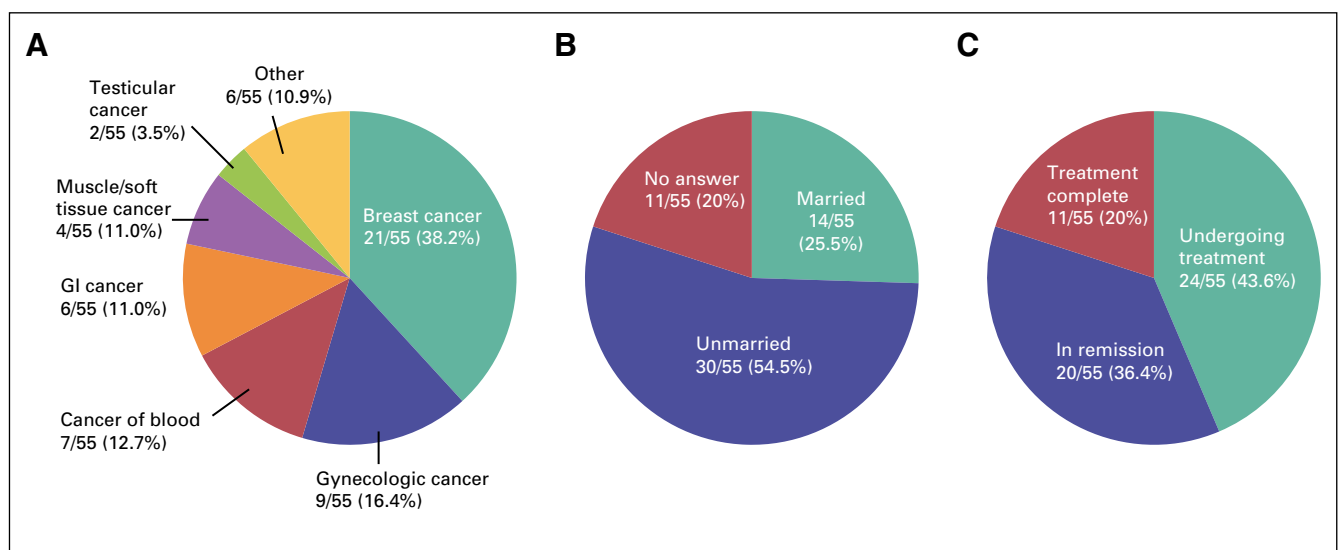 A
Testicular
cancer
2/55 (3.5%)
Other
6/55 (10.9%)
Muscle/soft
tissue cancer
4/55 (11.0%)
GI cancer
6/55 (11.0%)
Cancer of blood
7/55 (12.7%)
Gynecologic cancer
9/55 (16.4%)
Breast cancer
21/55 (38.2%)
B
No answer
11/55 (20%)
Married
14/55
(25.5%)
Unmarried
30/55 (54.5%)
C
Treatment
complete
11/55 (20%)
Undergoing
treatment
24/55 (43.6%)
In remission
20/55 (36.4%)